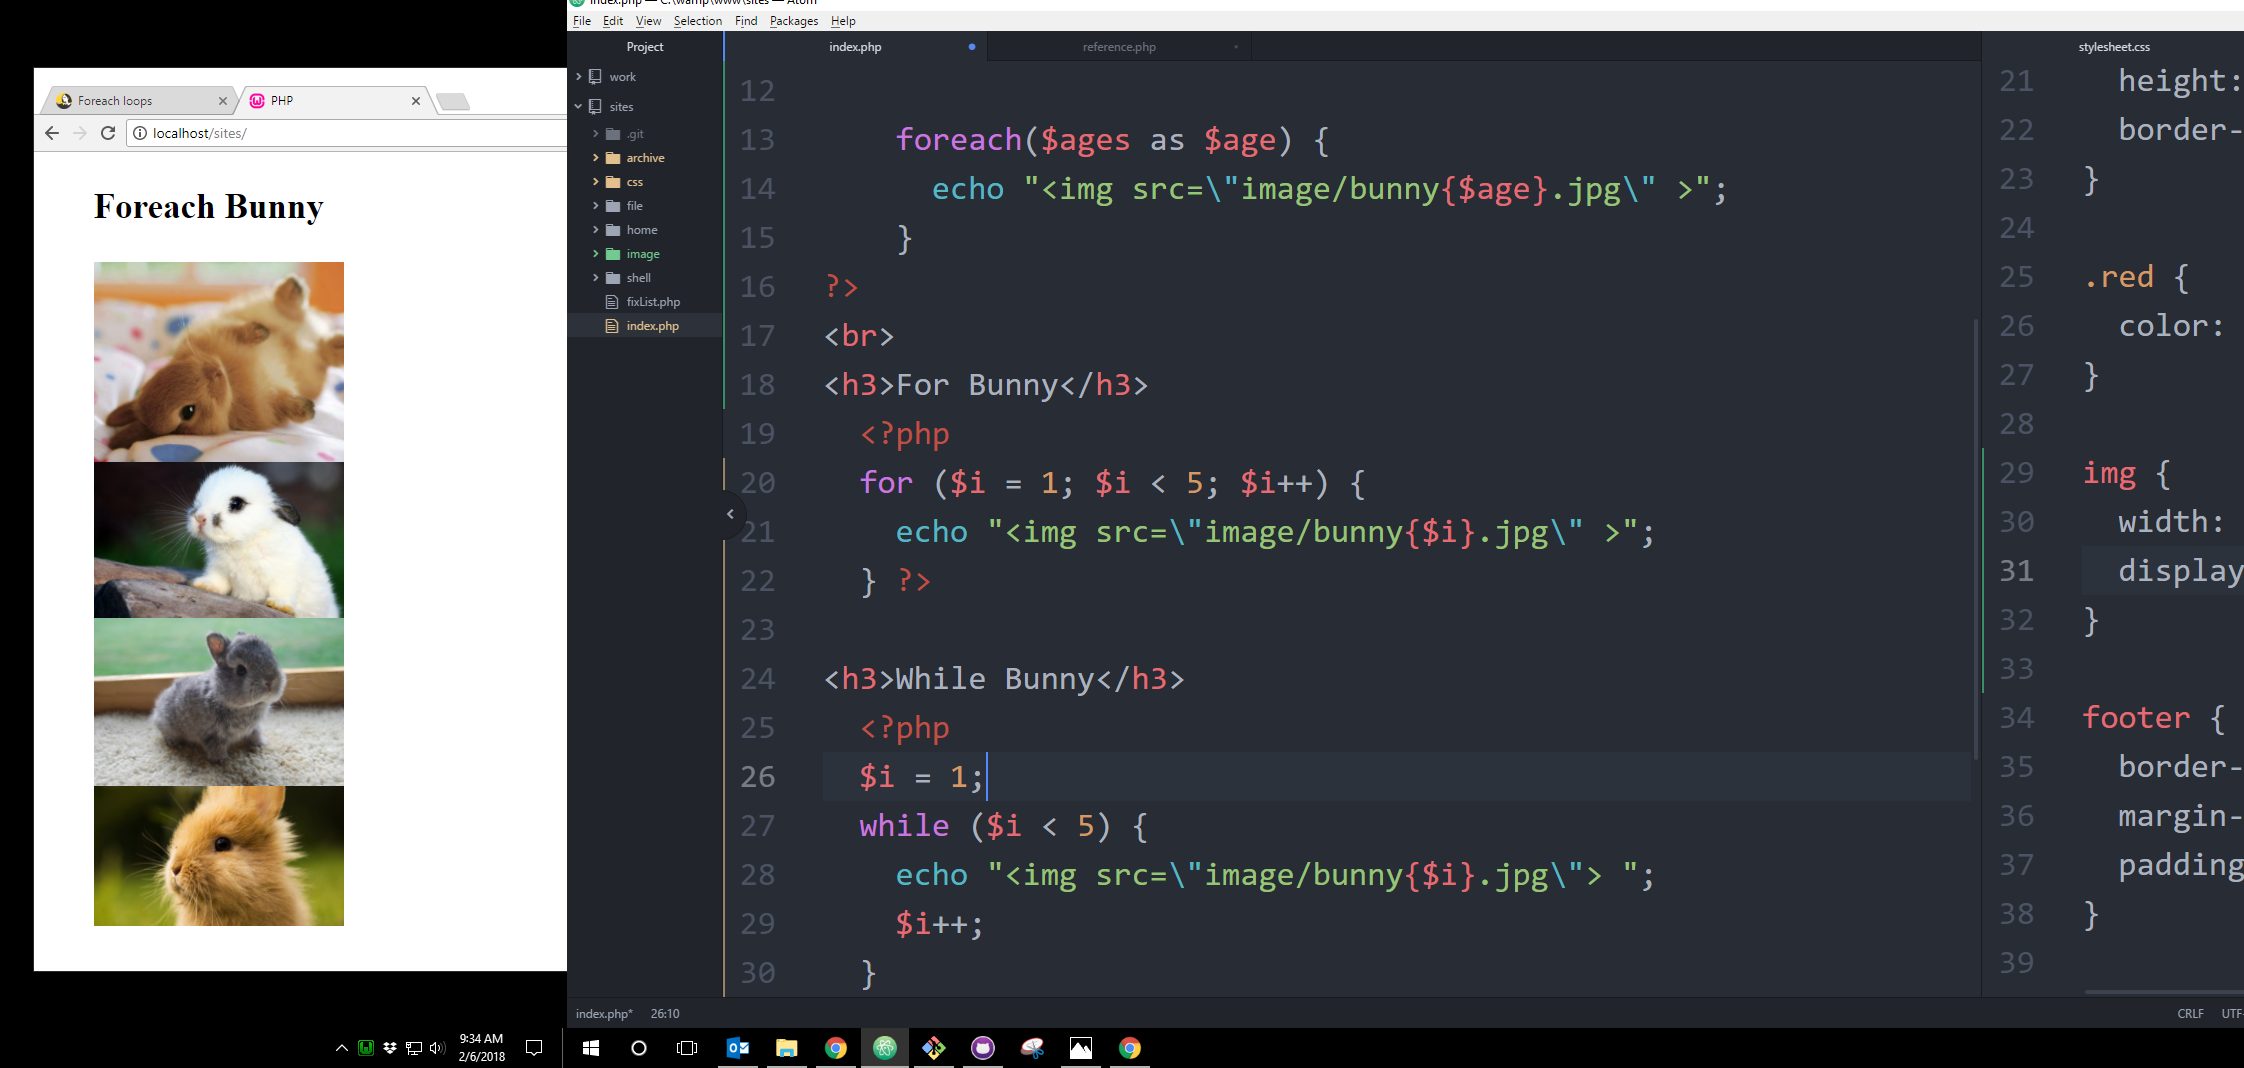 index.php — C:\wamp\www\sites — Atom
File Edit View Selection Find Packages Help
Project
index.php
reference.php
stylesheet.css
work
sites
.git
archive
css
file
home
image
shell
fixList.php
index.php
Foreach loops
PHP
localhost/sites/
Foreach Bunny
12
13 foreach($ages as $age) {
14 echo "<img src=\"image/bunny{$age}.jpg\" >";
15 }
16 ?>
17 <br>
18 <h3>For Bunny</h3>
19 <?php
20 for ($i = 1; $i < 5; $i++) {
21 echo "<img src=\"image/bunny{$i}.jpg\" >";
22 } ?>
23
24 <h3>While Bunny</h3>
25 <?php
26 $i = 1;
27 while ($i < 5) {
28 echo "<img src=\"image/bunny{$i}.jpg\"> ";
29 $i++;
30 }
21 height:
22 border-
23 }
24
25 .red {
26 color:
27 }
28
29 img {
30 width:
31 display
32 }
33
34 footer {
35 border-
36 margin-
37 padding
38 }
39
index.php* 26:10
CRLF UTF-
9:34 AM
2/6/2018